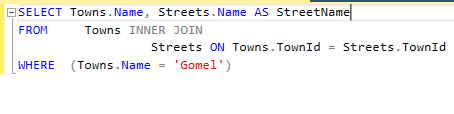 SELECT Towns.Name, Streets.Name AS StreetName
FROM Towns INNER JOIN
Streets ON Towns.TownId = Streets.TownId
WHERE (Towns.Name = 'Gomel')